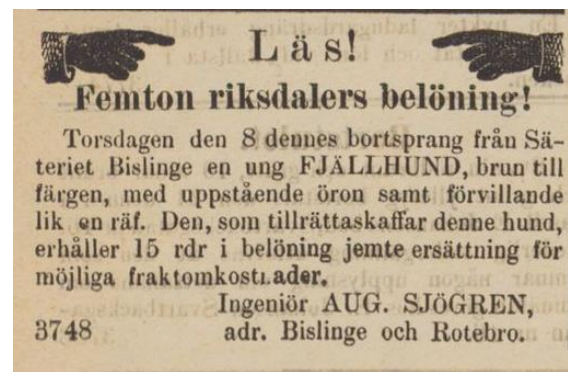 Läs!
Femton riksdalers belöning!
Torsdagen den 8 dennes bortsprang från Sä-
teriet Bislinge en ung FJÄLLHUND, brun till
färgen, med uppstående öron samt förvillande
lik en räf. Den, som tillrättaskaffar denne hund,
erhåller 15 rdr i belöning jemte ersättning för
möjliga fraktomkostnader.
Ingeniör AUG. SJÖGREN,
3748 adr. Bislinge och Rotebro.